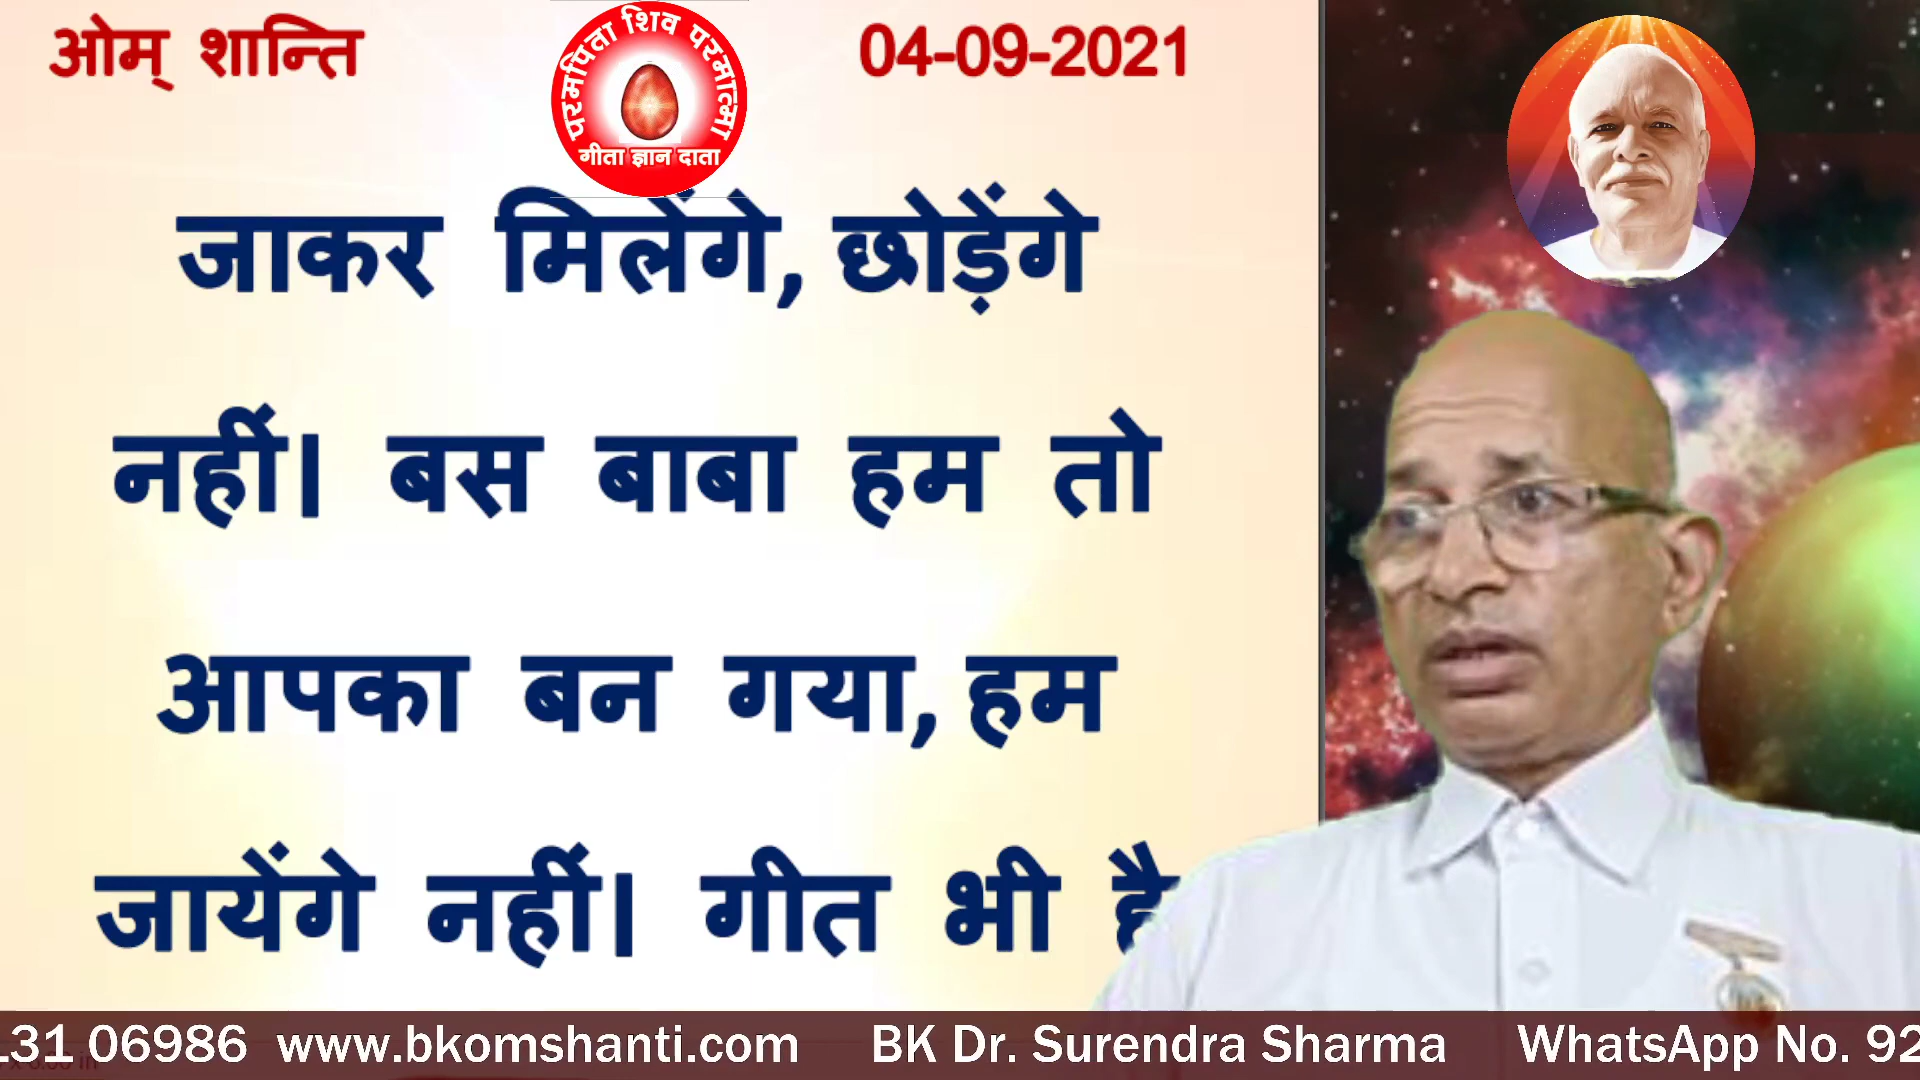 ओम् शान्ति
परमपिता शिव परमात्मा
गीता ज्ञान दाता
04-09-2021
जाकर मिलेंगे, छोड़ेंगे
नहीं। बस बाबा हम तो
आपका बन गया, हम
जायेंगे नहीं। गीत भी है
31 06986 www.bkomshanti.com BK Dr. Surendra Sharma WhatsApp No. 92